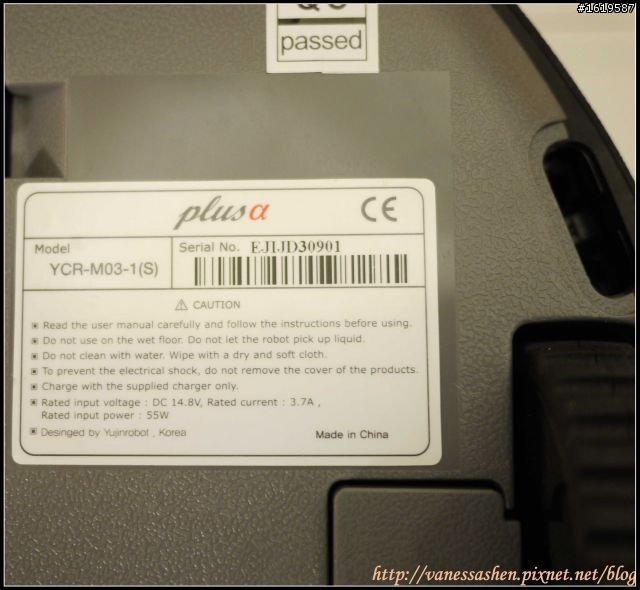 #1619587
QC
passed
plus α CE
Model
YCR-M03-1(S)
Serial No. EJIJD30901
CAUTION
Read the user manual carefully and follow the instructions before using.
Do not use on the wet floor. Do not let the robot pick up liquid.
Do not clean with water. Wipe with a dry and soft cloth.
To prevent the electrical shock, do not remove the cover of the products.
Charge with the supplied charger only.
Rated input voltage : DC 14.8V, Rated current : 3.7A ,
Rated input power : 55W
Desinged by Yujinrobot , Korea
Made in China
http://vanessashen.pixnet.net/blog